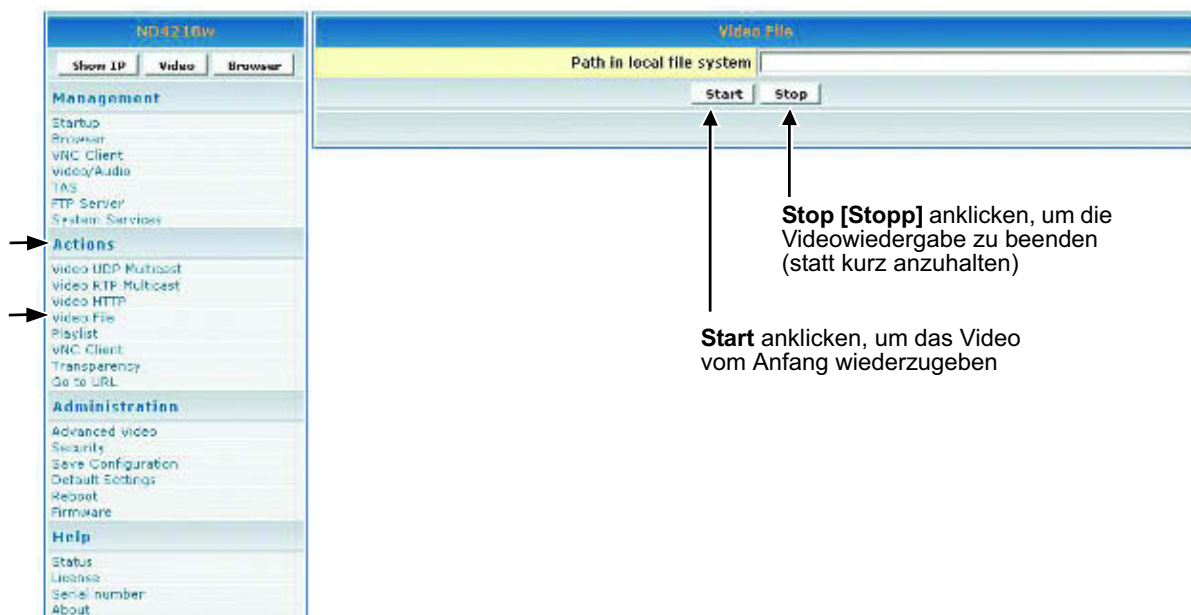 ND4210w
Show IP Video Browser
Management
Startup
Browser
VNC Client
Video/Audio
TAS
FTP Server
System Services
Actions
Video UDP Multicast
Video RTP Multicast
Video HTTP
Video File
Playlist
VNC Client
Transparency
Go to URL
Administration
Advanced Video
Security
Save Configuration
Default Settings
Reboot
Firmware
Help
Status
License
Serial number
About
Video File
Path in local file system
Start Stop
Stop [Stopp] anklicken, um die
Videowiedergabe zu beenden
(statt kurz anzuhalten)
Start anklicken, um das Video
vom Anfang wiederzugeben